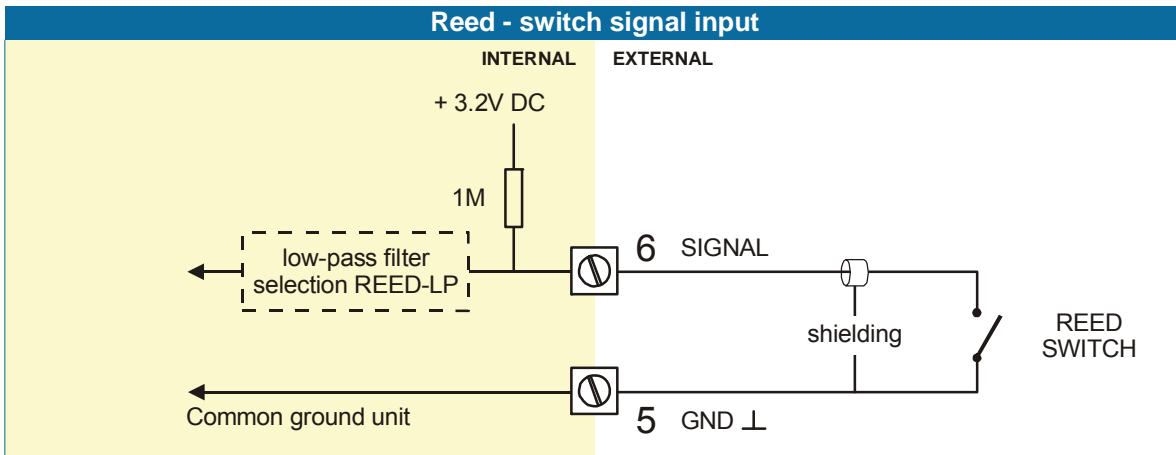 Reed - switch signal input
INTERNAL EXTERNAL
+ 3.2V DC
1M
low-pass filter
selection REED-LP
6 SIGNAL
shielding
REED
SWITCH
Common ground unit
5 GND ⊥